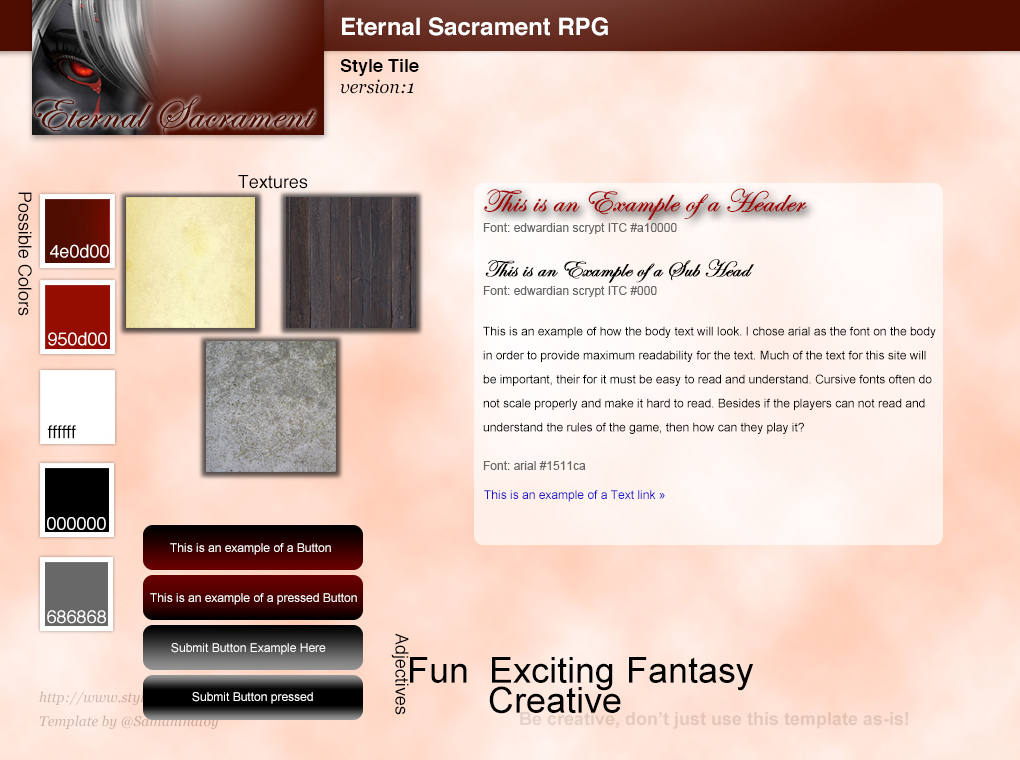 Eternal Sacrament RPG
Eternal Sacrament
Style Tile
version:1
Possible Colors
4e0d00
950d00
ffffff
000000
686868
Textures
This is an Example of a Header
Font: edwardian scrypt ITC #a10000
This is an Example of a Sub Head
Font: edwardian scrypt ITC #000
This is an example of how the body text will look. I chose arial as the font on the body
in order to provide maximum readability for the text. Much of the text for this site will
be important, their for it must be easy to read and understand. Cursive fonts often do
not scale properly and make it hard to read. Besides if the players can not read and
understand the rules of the game, then how can they play it?
Font: arial #1511ca
This is an example of a Text link »
This is an example of a Button
This is an example of a pressed Button
Submit Button Example Here
Submit Button pressed
Adjectives
Fun Exciting Fantasy
Creative
http://www.sty
Template by @Samanthatoy
Be creative, don't just use this template as-is!